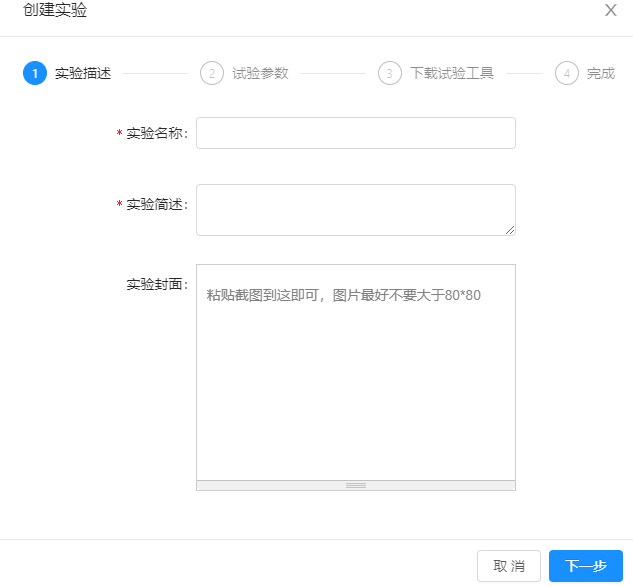 创建实验
1 实验描述 2 试验参数 3 下载试验工具 4 完成
* 实验名称:
* 实验简述:
实验封面:
粘贴截图到这即可，图片最好不要大于80*80
取 消 下一步